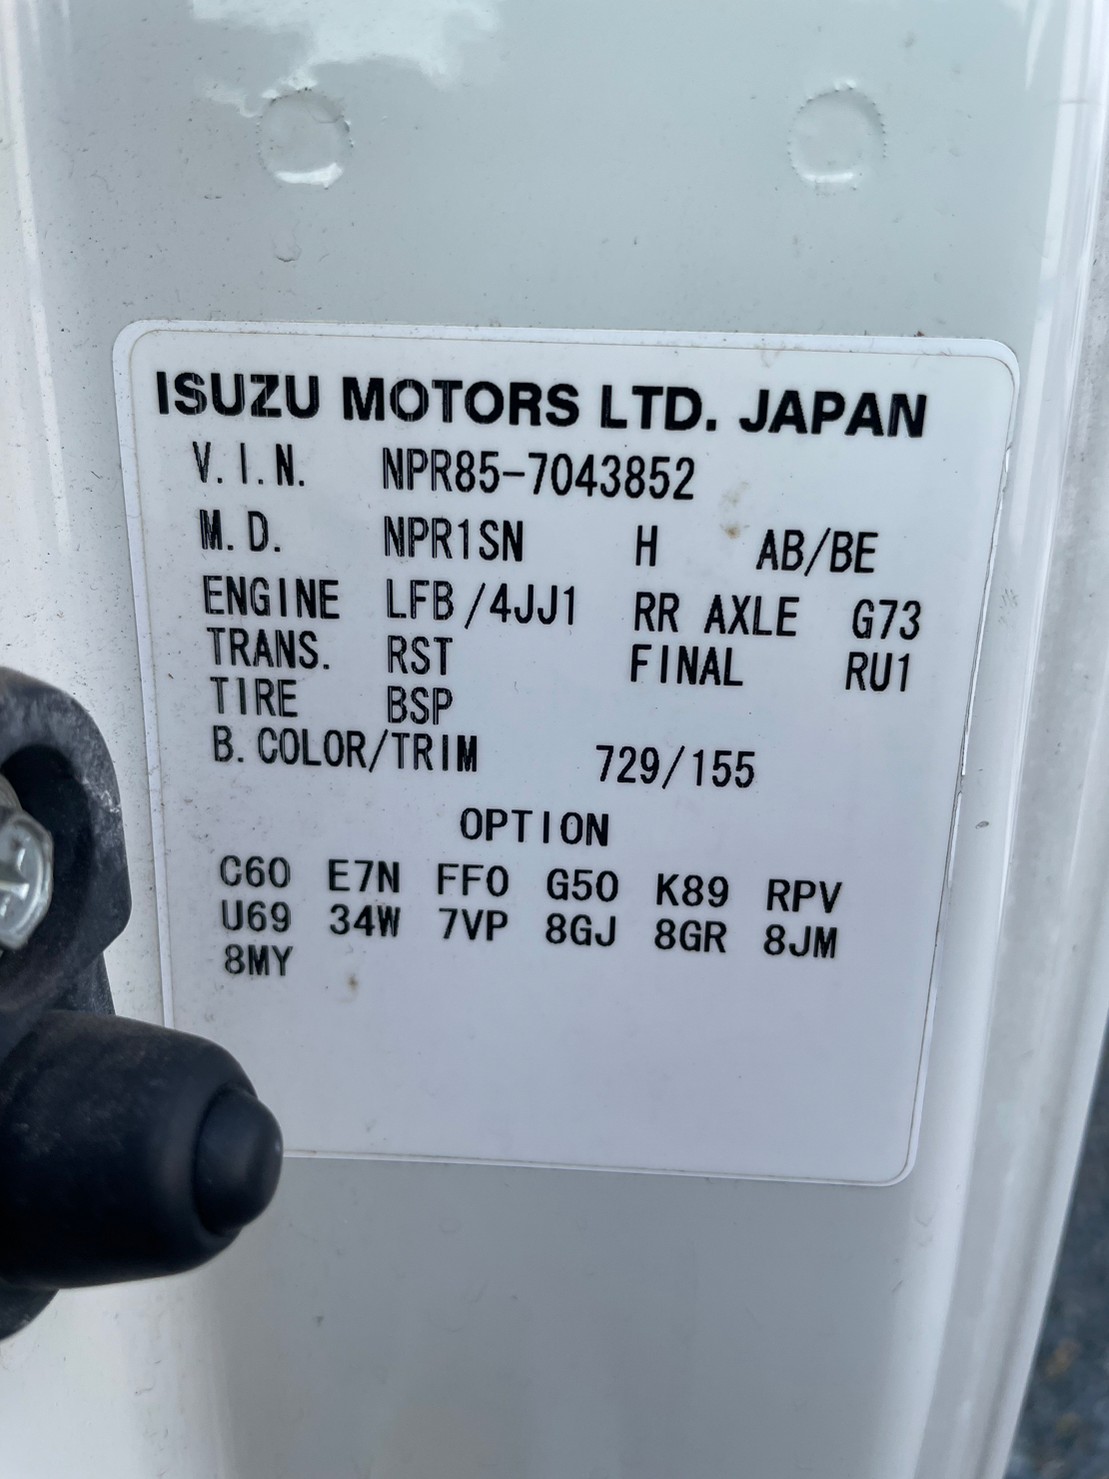 ISUZU MOTORS LTD. JAPAN
V.I.N. NPR85-7043852
M.D. NPR1SN H AB/BE
ENGINE LFB/4JJ1 RR AXLE G73
TRANS. RST FINAL RU1
TIRE BSP
B.COLOR/TRIM 729/155
OPTION
C60 E7N FF0 G50 K89 RPV
U69 34W 7VP 8GJ 8GR 8JM
8MY